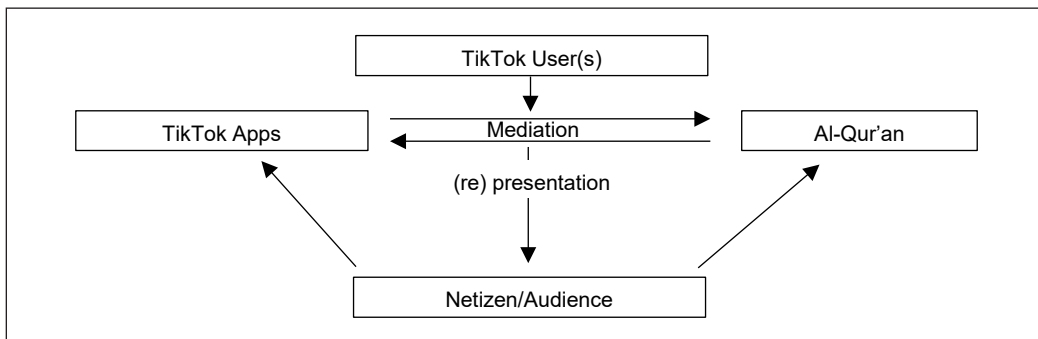 TikTok User(s)
TikTok Apps
Mediation
Al-Qur’an
(re) presentation
Netizen/Audience